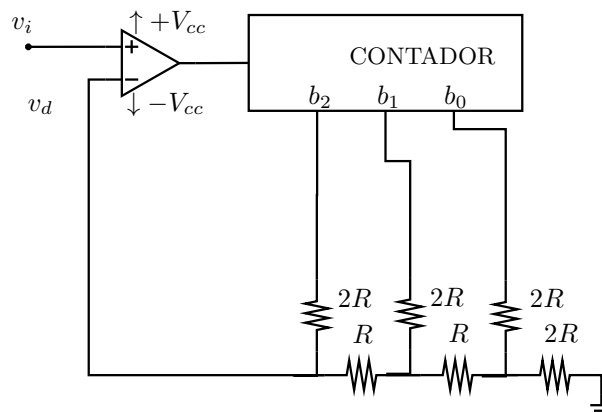 v_i
↑ +V_cc
+
−
↓ −V_cc
v_d
CONTADOR
b_2 b_1 b_0
2R 2R 2R
R R 2R